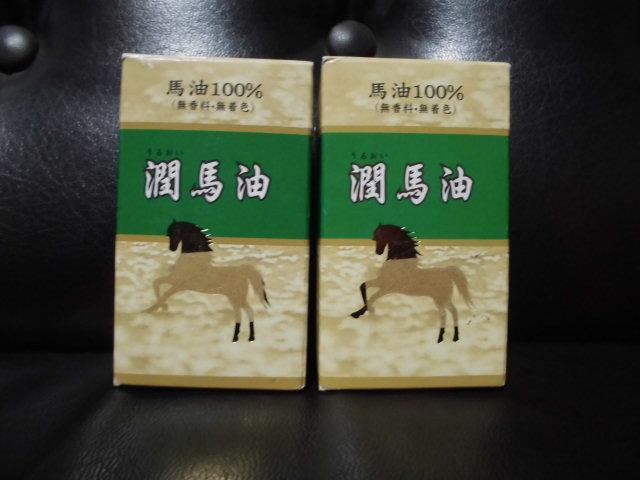 馬油100%
(無香料・無着色)
うるおい
潤馬油
馬油100%
(無香料・無着色)
うるおい
潤馬油